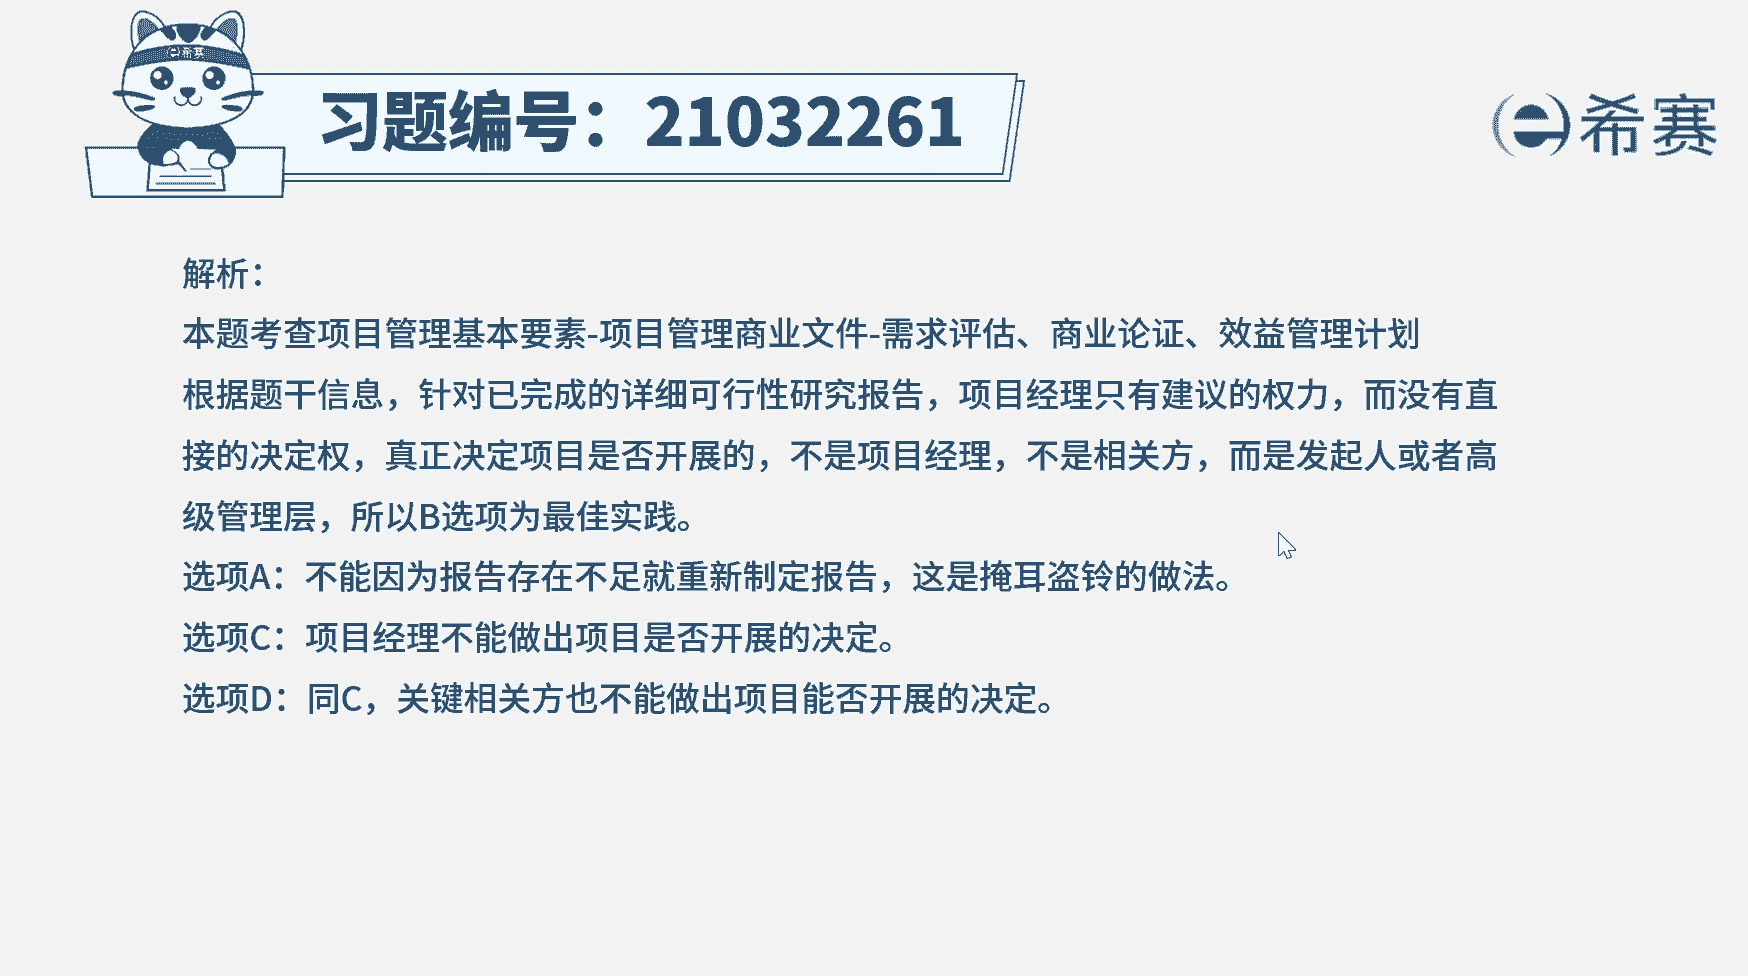 希赛
习题编号：21032261
希赛
解析：
本题考查项目管理基本要素-项目管理商业文件-需求评估、商业论证、效益管理计划
根据题干信息，针对已完成的详细可行性研究报告，项目经理只有建议的权力，而没有直
接的决定权，真正决定项目是否开展的，不是项目经理，不是相关方，而是发起人或者高
级管理层，所以B选项为最佳实践。
选项A：不能因为报告存在不足就重新制定报告，这是掩耳盗铃的做法。
选项C：项目经理不能做出项目是否开展的决定。
选项D：同C，关键相关方也不能做出项目能否开展的决定。